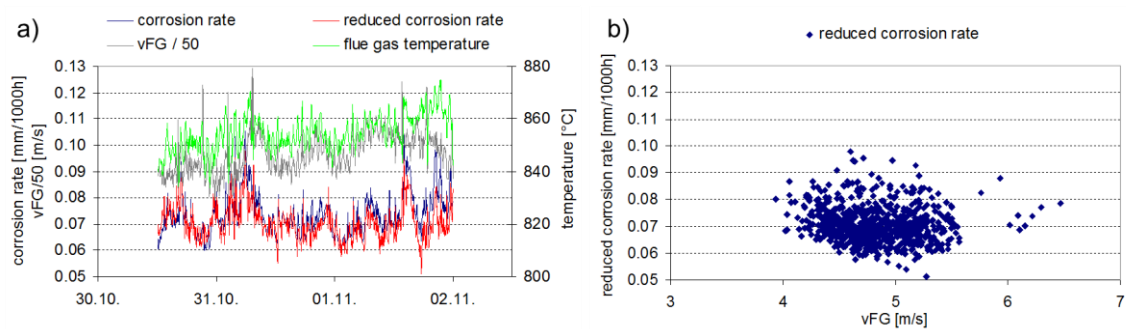 a)
corrosion rate
reduced corrosion rate
vFG / 50
flue gas temperature
corrosion rate [mm/1000h]
vFG/50 [m/s]
0.13
0.12
0.11
0.10
0.09
0.08
0.07
0.06
0.05
880
860
840
820
800
temperature [°C]
30.10.
31.10.
01.11.
02.11.
b)
reduced corrosion rate
reduced corrosion rate [mm/1000h]
0.13
0.12
0.11
0.10
0.09
0.08
0.07
0.06
0.05
3
4
5
6
7
vFG [m/s]